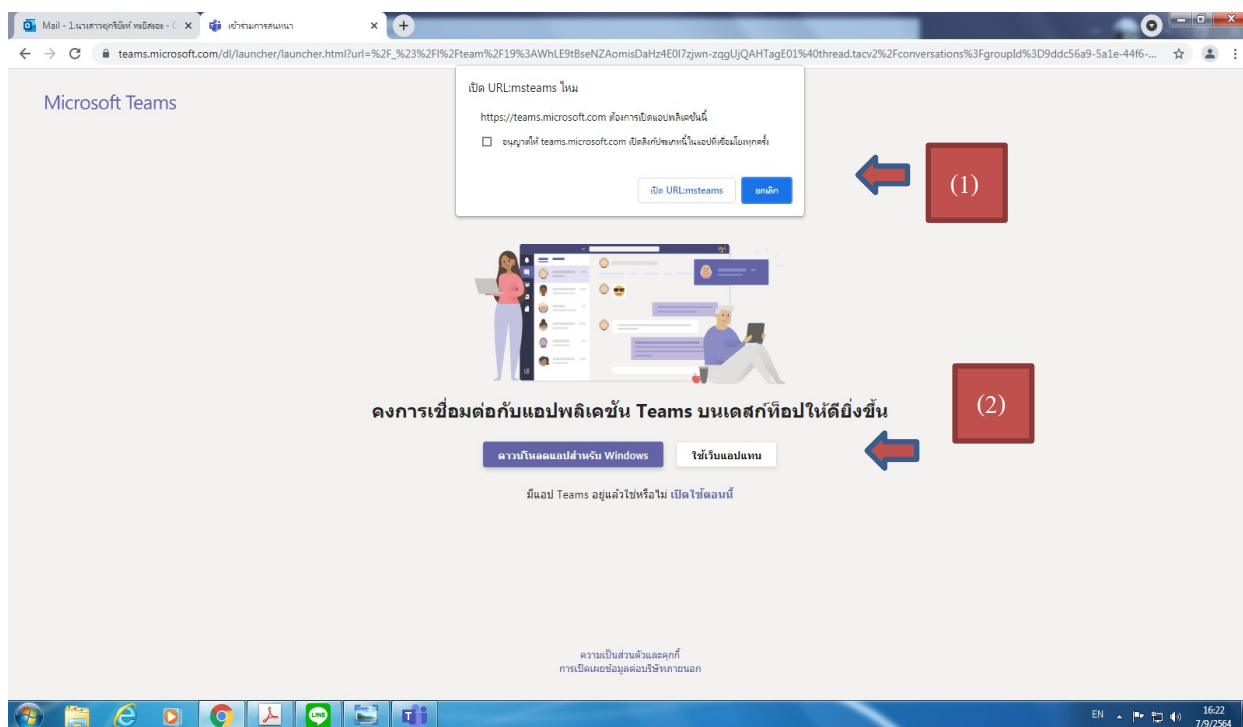 Mail - 1.นางสาวศุภรินีย์ทิ์ หะยีสะอะ - O
เข้าร่วมการสนทนา
teams.microsoft.com/dl/launcher/launcher.html?url=%2F_%23%2Fl%2Fteam%2F19%3AWhLE9tBseNZAomisDaHz4E0I7zjwn-zqgUjQAHTagE01%40thread.tacv2%2Fconversations%3FgroupId%3D9ddc56a9-5a1e-44f6-...
Microsoft Teams
เปิด URL:msteams ไหม
https://teams.microsoft.com ต้องการเปิดแอปพลิเคชันนี้
อนุญาตให้ teams.microsoft.com เปิดลิงก์ประเภทนี้ในแอปที่เชื่อมโยงทุกครั้ง
เปิด URL:msteams
ยกเลิก
(1)
คงการเชื่อมต่อกับแอปพลิเคชัน Teams บนเดสก์ท็อปให้ดียิ่งขึ้น
(2)
ดาวน์โหลดแอปสำหรับ Windows
ใช้เว็บแอปแทน
มีแอป Teams อยู่แล้วใช่หรือไม่ เปิดใช้ตอนนี้
ความเป็นส่วนตัวและคุกกี้
การเปิดเผยข้อมูลต่อบริษัทภายนอก
LINE
EN
16:22
7/9/2564